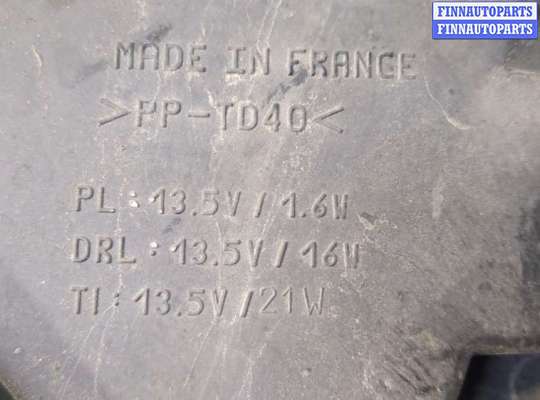 FINNAUTOPARTS
FINNAUTOPARTS
MADE IN FRANCE
>PP-TD40<
PL : 13.5V / 1.6W
DRL : 13.5V / 16W
TI : 13.5V / 21W